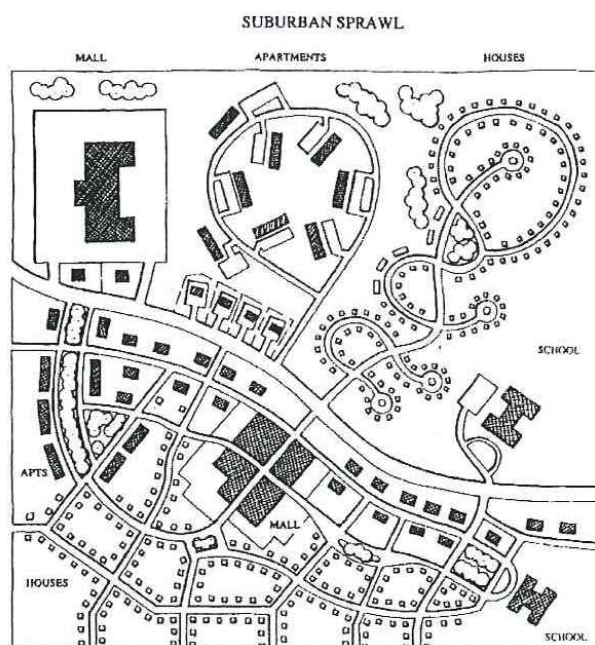 SUBURBAN SPRAWL
MALL APARTMENTS HOUSES
SCHOOL
APTS
MALL
HOUSES
SCHOOL